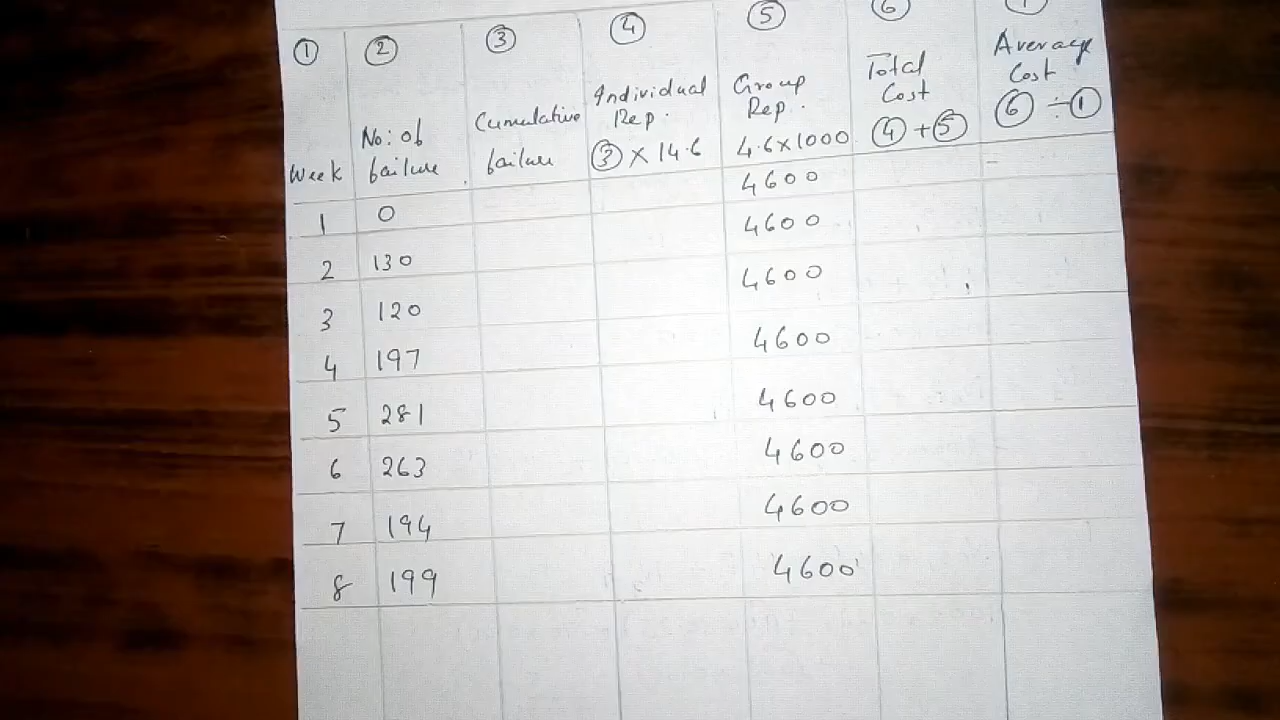 ① ② ③ ④ ⑤ ⑥
Week No: of failure Cumulative failure Individual Rep. ③ × 14.6 Group Rep. 4.6×1000 Total Cost ④ + ⑤ Average Cost ⑥ ÷ ①
4600
1 0 4600
2 130 4600
3 120
4 197 4600
5 281 4600
6 263 4600
7 194 4600
8 199 4600